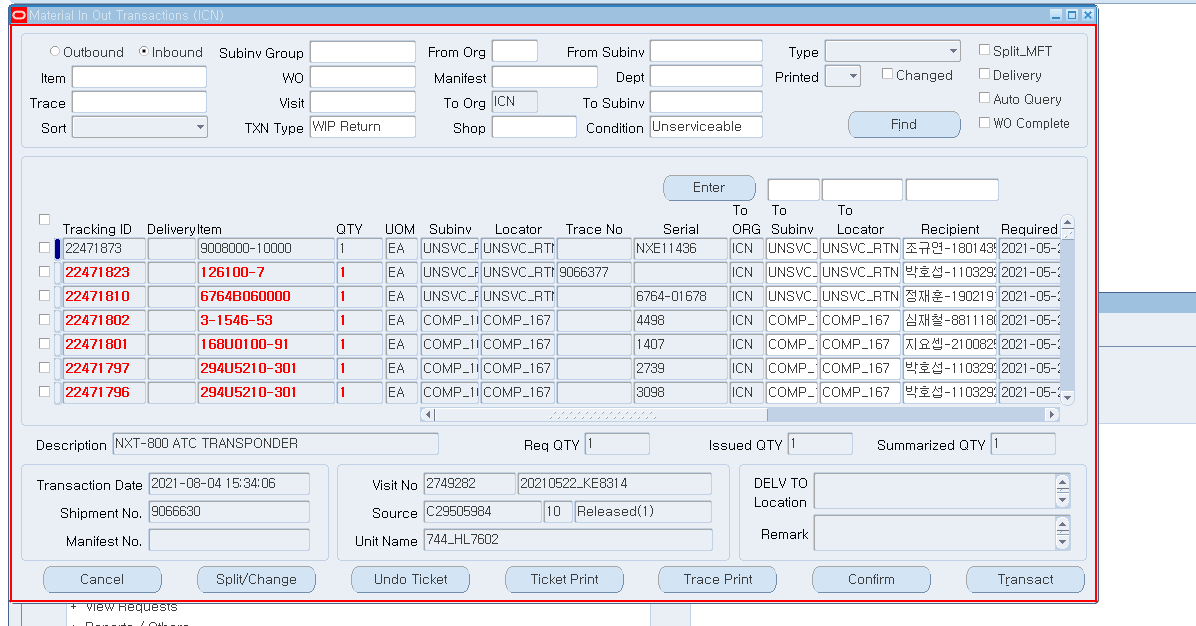 Material In Out Transactions (ICN)
Outbound Inbound Subinv Group From Org From Subinv Type Split_MFT
Item WO Manifest Dept Printed Changed Delivery
Trace Visit To Org ICN To Subinv Auto Query
Sort TXN Type WIP Return Shop Condition Unserviceable Find WO Complete
Enter
Tracking ID Delivery Item QTY UOM Subinv Locator Trace No Serial To ORG To Subinv To Locator Recipient Required
22471873 9008000-10000 1 EA UNSVC_F UNSVC_RTN NXE11436 ICN UNSVC_ UNSVC_RTN 조규연-1801435 2021-05-2
22471823 126100-7 1 EA UNSVC_F UNSVC_RTN 9066377 ICN UNSVC_ UNSVC_RTN 박호섭-1103292 2021-05-2
22471810 6764B060000 1 EA UNSVC_F UNSVC_RTN 6764-01678 ICN UNSVC_ UNSVC_RTN 정재훈-190219 2021-05-2
22471802 3-1546-53 1 EA COMP_1 COMP_167 4498 ICN COMP_ COMP_167 심재철-881118 2021-05-2
22471801 168U0100-91 1 EA COMP_1 COMP_167 1407 ICN COMP_ COMP_167 지요셉-210082 2021-05-2
22471797 294U5210-301 1 EA COMP_1 COMP_167 2739 ICN COMP_ COMP_167 박호섭-1103292 2021-05-2
22471796 294U5210-301 1 EA COMP_1 COMP_167 3098 ICN COMP_ COMP_167 박호섭-1103292 2021-05-2
Description NXT-800 ATC TRANSPONDER Req QTY 1 Issued QTY 1 Summarized QTY 1
Transaction Date 2021-08-04 15:34:06 Visit No 2749282 20210522_KE8314 DELV TO Location
Shipment No. 9066630 Source C29505984 10 Released(1)
Manifest No. Unit Name 744_HL7602 Remark
Cancel Split/Change Undo Ticket Ticket Print Trace Print Confirm Transact
+ View Requests
+ Reports / Others